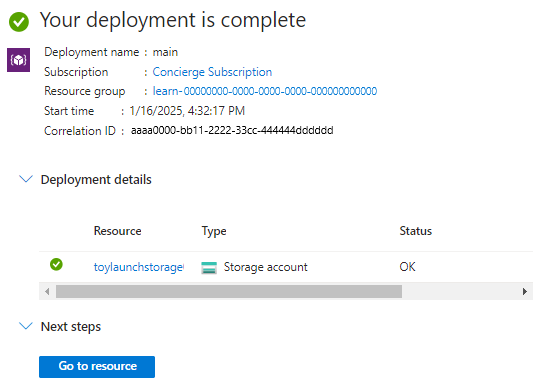 Your deployment is complete
Deployment name : main
Subscription : Concierge Subscription
Resource group : learn-00000000-0000-0000-0000-000000000000
Start time : 1/16/2025, 4:32:17 PM
Correlation ID : aaaa0000-bb11-2222-33cc-444444dddddd
Deployment details
Resource Type Status
toylaunchstorage Storage account OK
Next steps
Go to resource